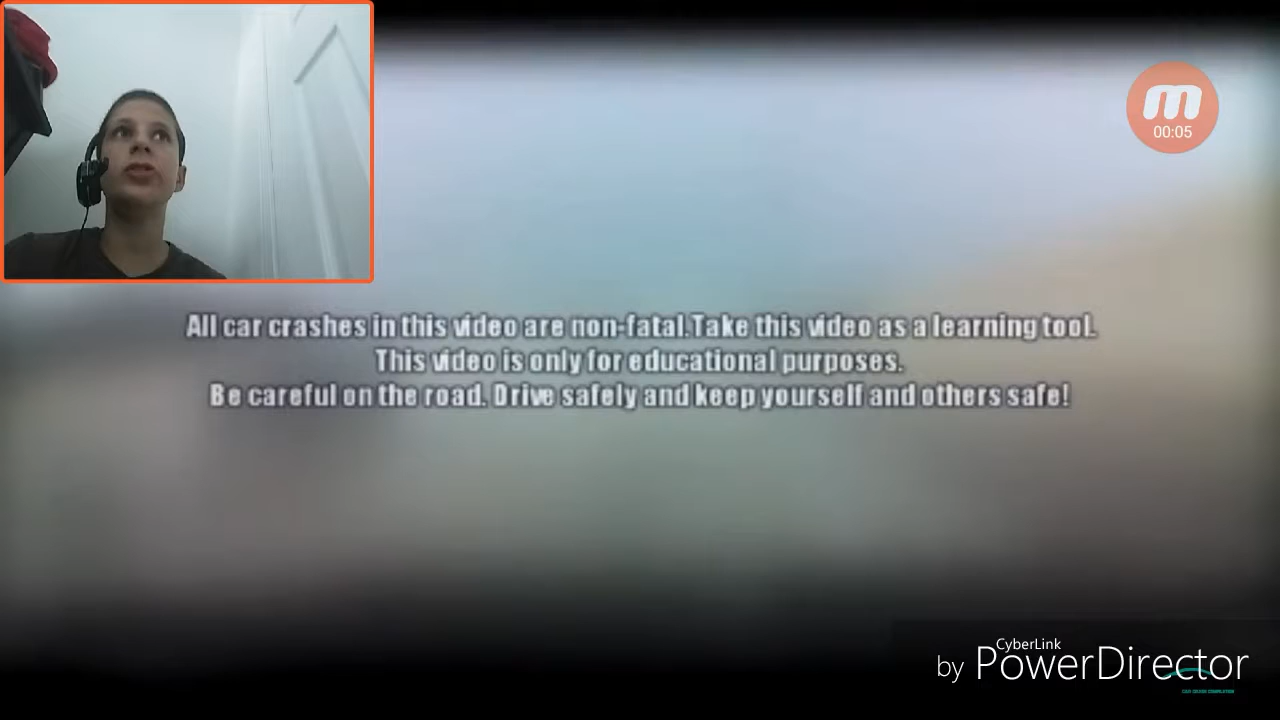 00:05
All car crashes in this video are non-fatal.Take this video as a learning tool.
This video is only for educational purposes.
Be careful on the road. Drive safely and keep yourself and others safe!
CyberLink
by PowerDirector